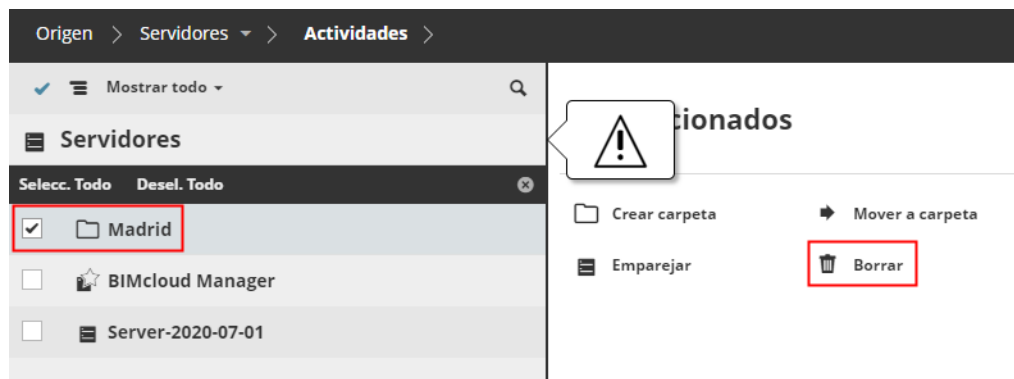 Origen > Servidores > Actividades >
Mostrar todo
Servidores
Selecc. Todo Desel. Todo
Madrid
BIMcloud Manager
Server-2020-07-01
cionados
Crear carpeta Mover a carpeta
Emparejar Borrar